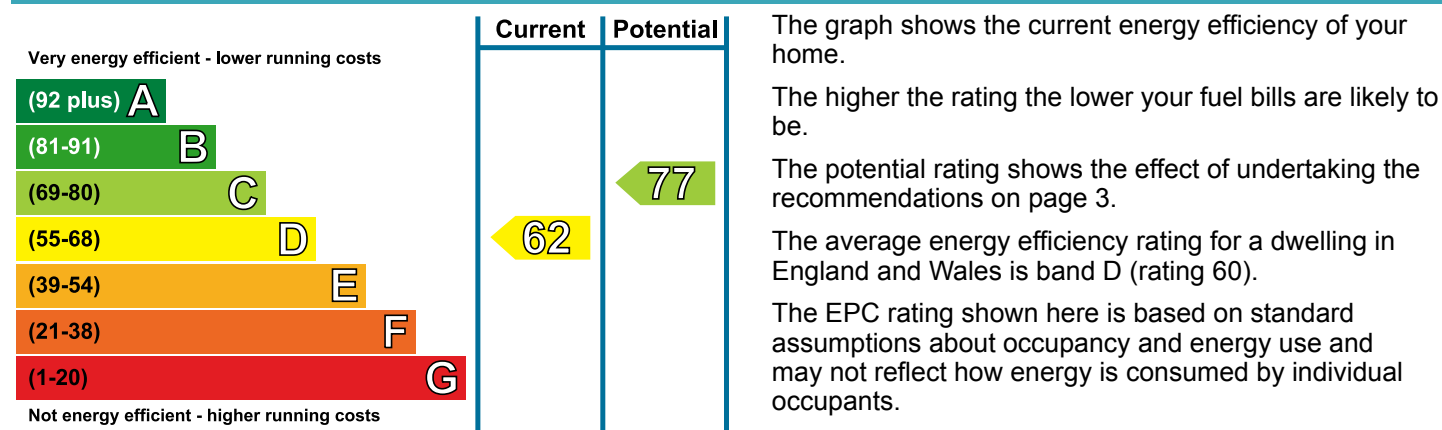 Current Potential
Very energy efficient - lower running costs
(92 plus) A
(81-91) B
(69-80) C
(55-68) D
(39-54) E
(21-38) F
(1-20) G
Not energy efficient - higher running costs
62
77
The graph shows the current energy efficiency of your
home.
The higher the rating the lower your fuel bills are likely to
be.
The potential rating shows the effect of undertaking the
recommendations on page 3.
The average energy efficiency rating for a dwelling in
England and Wales is band D (rating 60).
The EPC rating shown here is based on standard
assumptions about occupancy and energy use and
may not reflect how energy is consumed by individual
occupants.